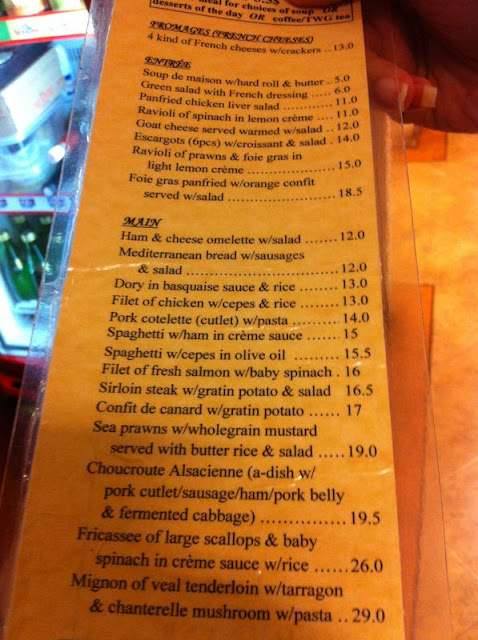 meal for choices of soup OR
desserts of the day OR coffee/TWG tea
FROMAGES (FRENCH CHEESES)
4 kind of French cheeses w/crackers ..13.0
ENTRÉE
Soup de maison w/hard roll & butter ..5.0
Green salad with French dressing ..... 6.0
Panfried chicken liver salad ............ 11.0
Ravioli of spinach in lemon crème .... 11.0
Goat cheese served warmed w/salad .. 12.0
Escargots (6pcs) w/croissant & salad . 14.0
Ravioli of prawns & foie gras in
light lemon crème ..................... 15.0
Foie gras panfried w/orange confit
served w/salad ......................... 18.5
MAIN
Ham & cheese omelette w/salad ....... 12.0
Mediterranean bread w/sausages
& salad ................................... 12.0
Dory in basquaise sauce & rice ........ 13.0
Filet of chicken w/cepes & rice ........ 13.0
Pork cotelette (cutlet) w/pasta .......... 14.0
Spaghetti w/ham in crème sauce ...... 15
Spaghetti w/cepes in olive oil ......... 15.5
Filet of fresh salmon w/baby spinach . 16
Sirloin steak w/gratin potato & salad 16.5
Confit de canard w/gratin potato ...... 17
Sea prawns w/wholegrain mustard
served with butter rice & salad .....19.0
Choucroute Alsacienne (a-dish w/
pork cutlet/sausage/ham/pork belly
& fermented cabbage) ............... 19.5
Fricassee of large scallops & baby
spinach in crème sauce w/rice ......26.0
Mignon of veal tenderloin w/tarragon
& chanterelle mushroom w/pasta ..29.0